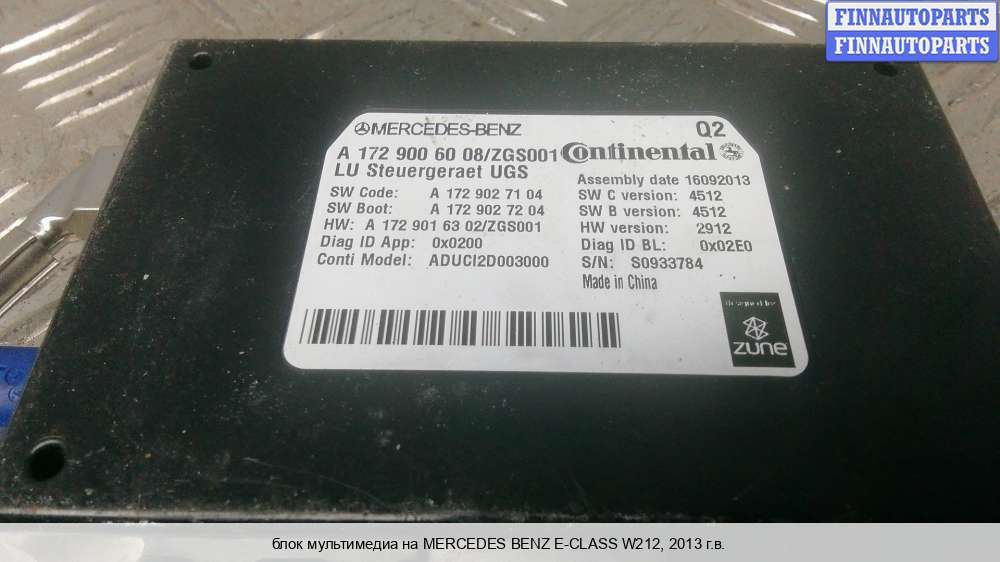 FINNAUTOPARTS
FINNAUTOPARTS
MERCEDES-BENZ Q2
A 172 900 60 08/ZGS001 Continental
LU Steuergeraet UGS Assembly date 16092013
SW Code: A 172 902 71 04 SW C version: 4512
SW Boot: A 172 902 72 04 SW B version: 4512
HW: A 172 901 63 02/ZGS001 HW version: 2912
Diag ID App: 0x0200 Diag ID BL: 0x02E0
Conti Model: ADUCI2D003000 S/N: S0933784
Made in China
designed by
zune
блок мультимедиа на MERCEDES BENZ E-CLASS W212, 2013 г.в.